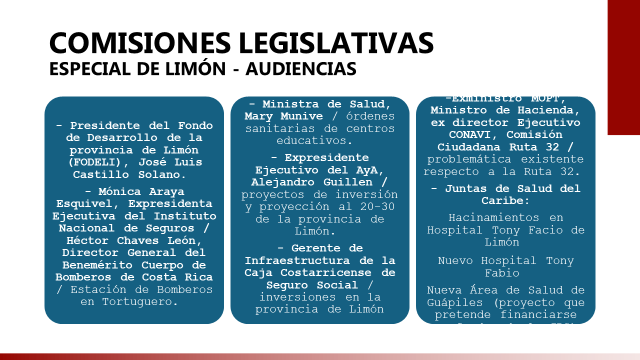 COMISIONES LEGISLATIVAS
ESPECIAL DE LIMÓN - AUDIENCIAS
- Presidente del Fondo
de Desarrollo de la
provincia de Limón
(FODELI), José Luis
Castillo Solano.
- Mónica Araya
Esquivel, Expresidenta
Ejecutiva del Instituto
Nacional de Seguros /
Héctor Chaves León,
Director General del
Benemérito Cuerpo de
Bomberos de Costa Rica
/ Estación de Bomberos
en Tortuguero.
- Ministra de Salud,
Mary Munive / órdenes
sanitarias de centros
educativos.
- Expresidente
Ejecutivo del AyA,
Alejandro Guillen /
proyectos de inversión
y proyección al 20-30
de la provincia de
Limón.
- Gerente de
Infraestructura de la
Caja Costarricense de
Seguro Social /
inversiones en la
provincia de Limón
-Exministro MOPT,
Ministro de Hacienda,
ex director Ejecutivo
CONAVI, Comisión
Ciudadana Ruta 32 /
problemática existente
respecto a la Ruta 32.
- Juntas de Salud del
Caribe:
Hacinamientos en
Hospital Tony Facio de
Limón
Nuevo Hospital Tony
Fabio
Nueva Área de Salud de
Guápiles (proyecto que
pretende financiarse